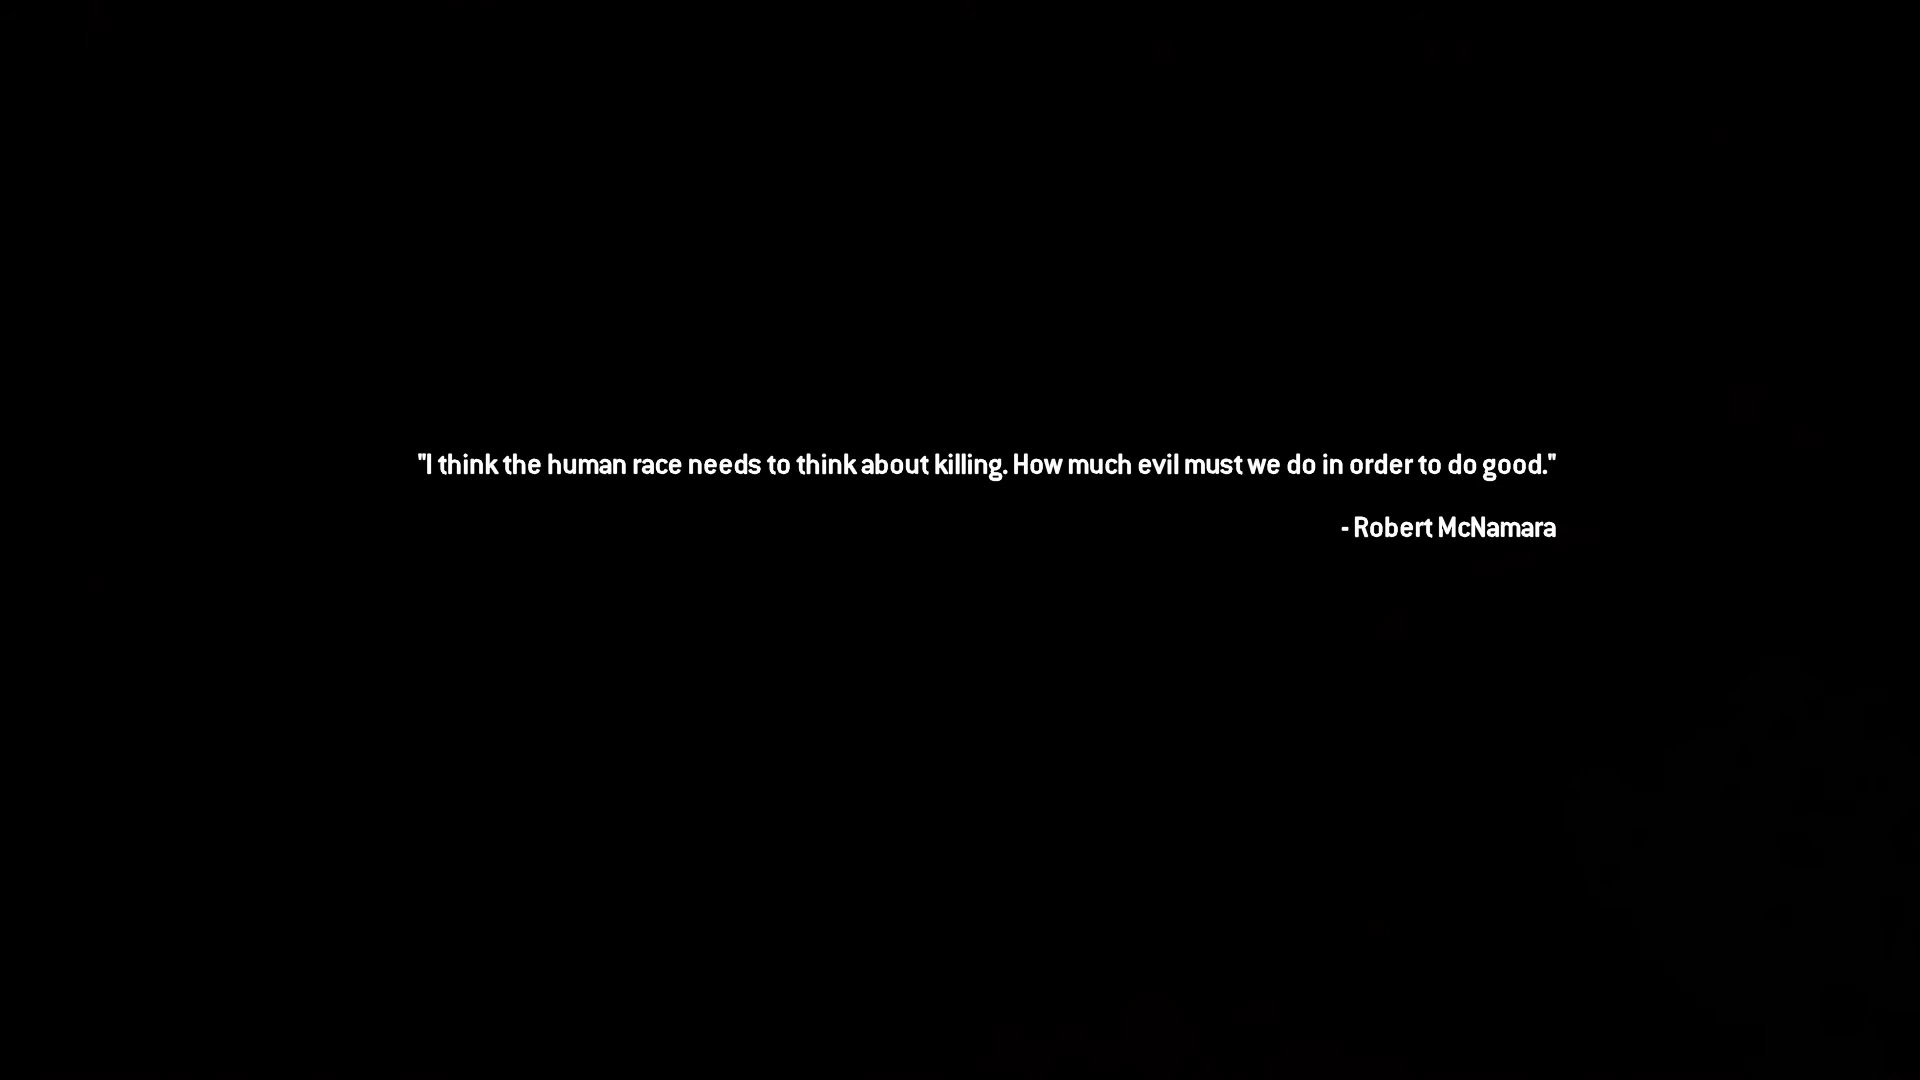 "I think the human race needs to think about killing. How much evil must we do in order to do good."
- Robert McNamara